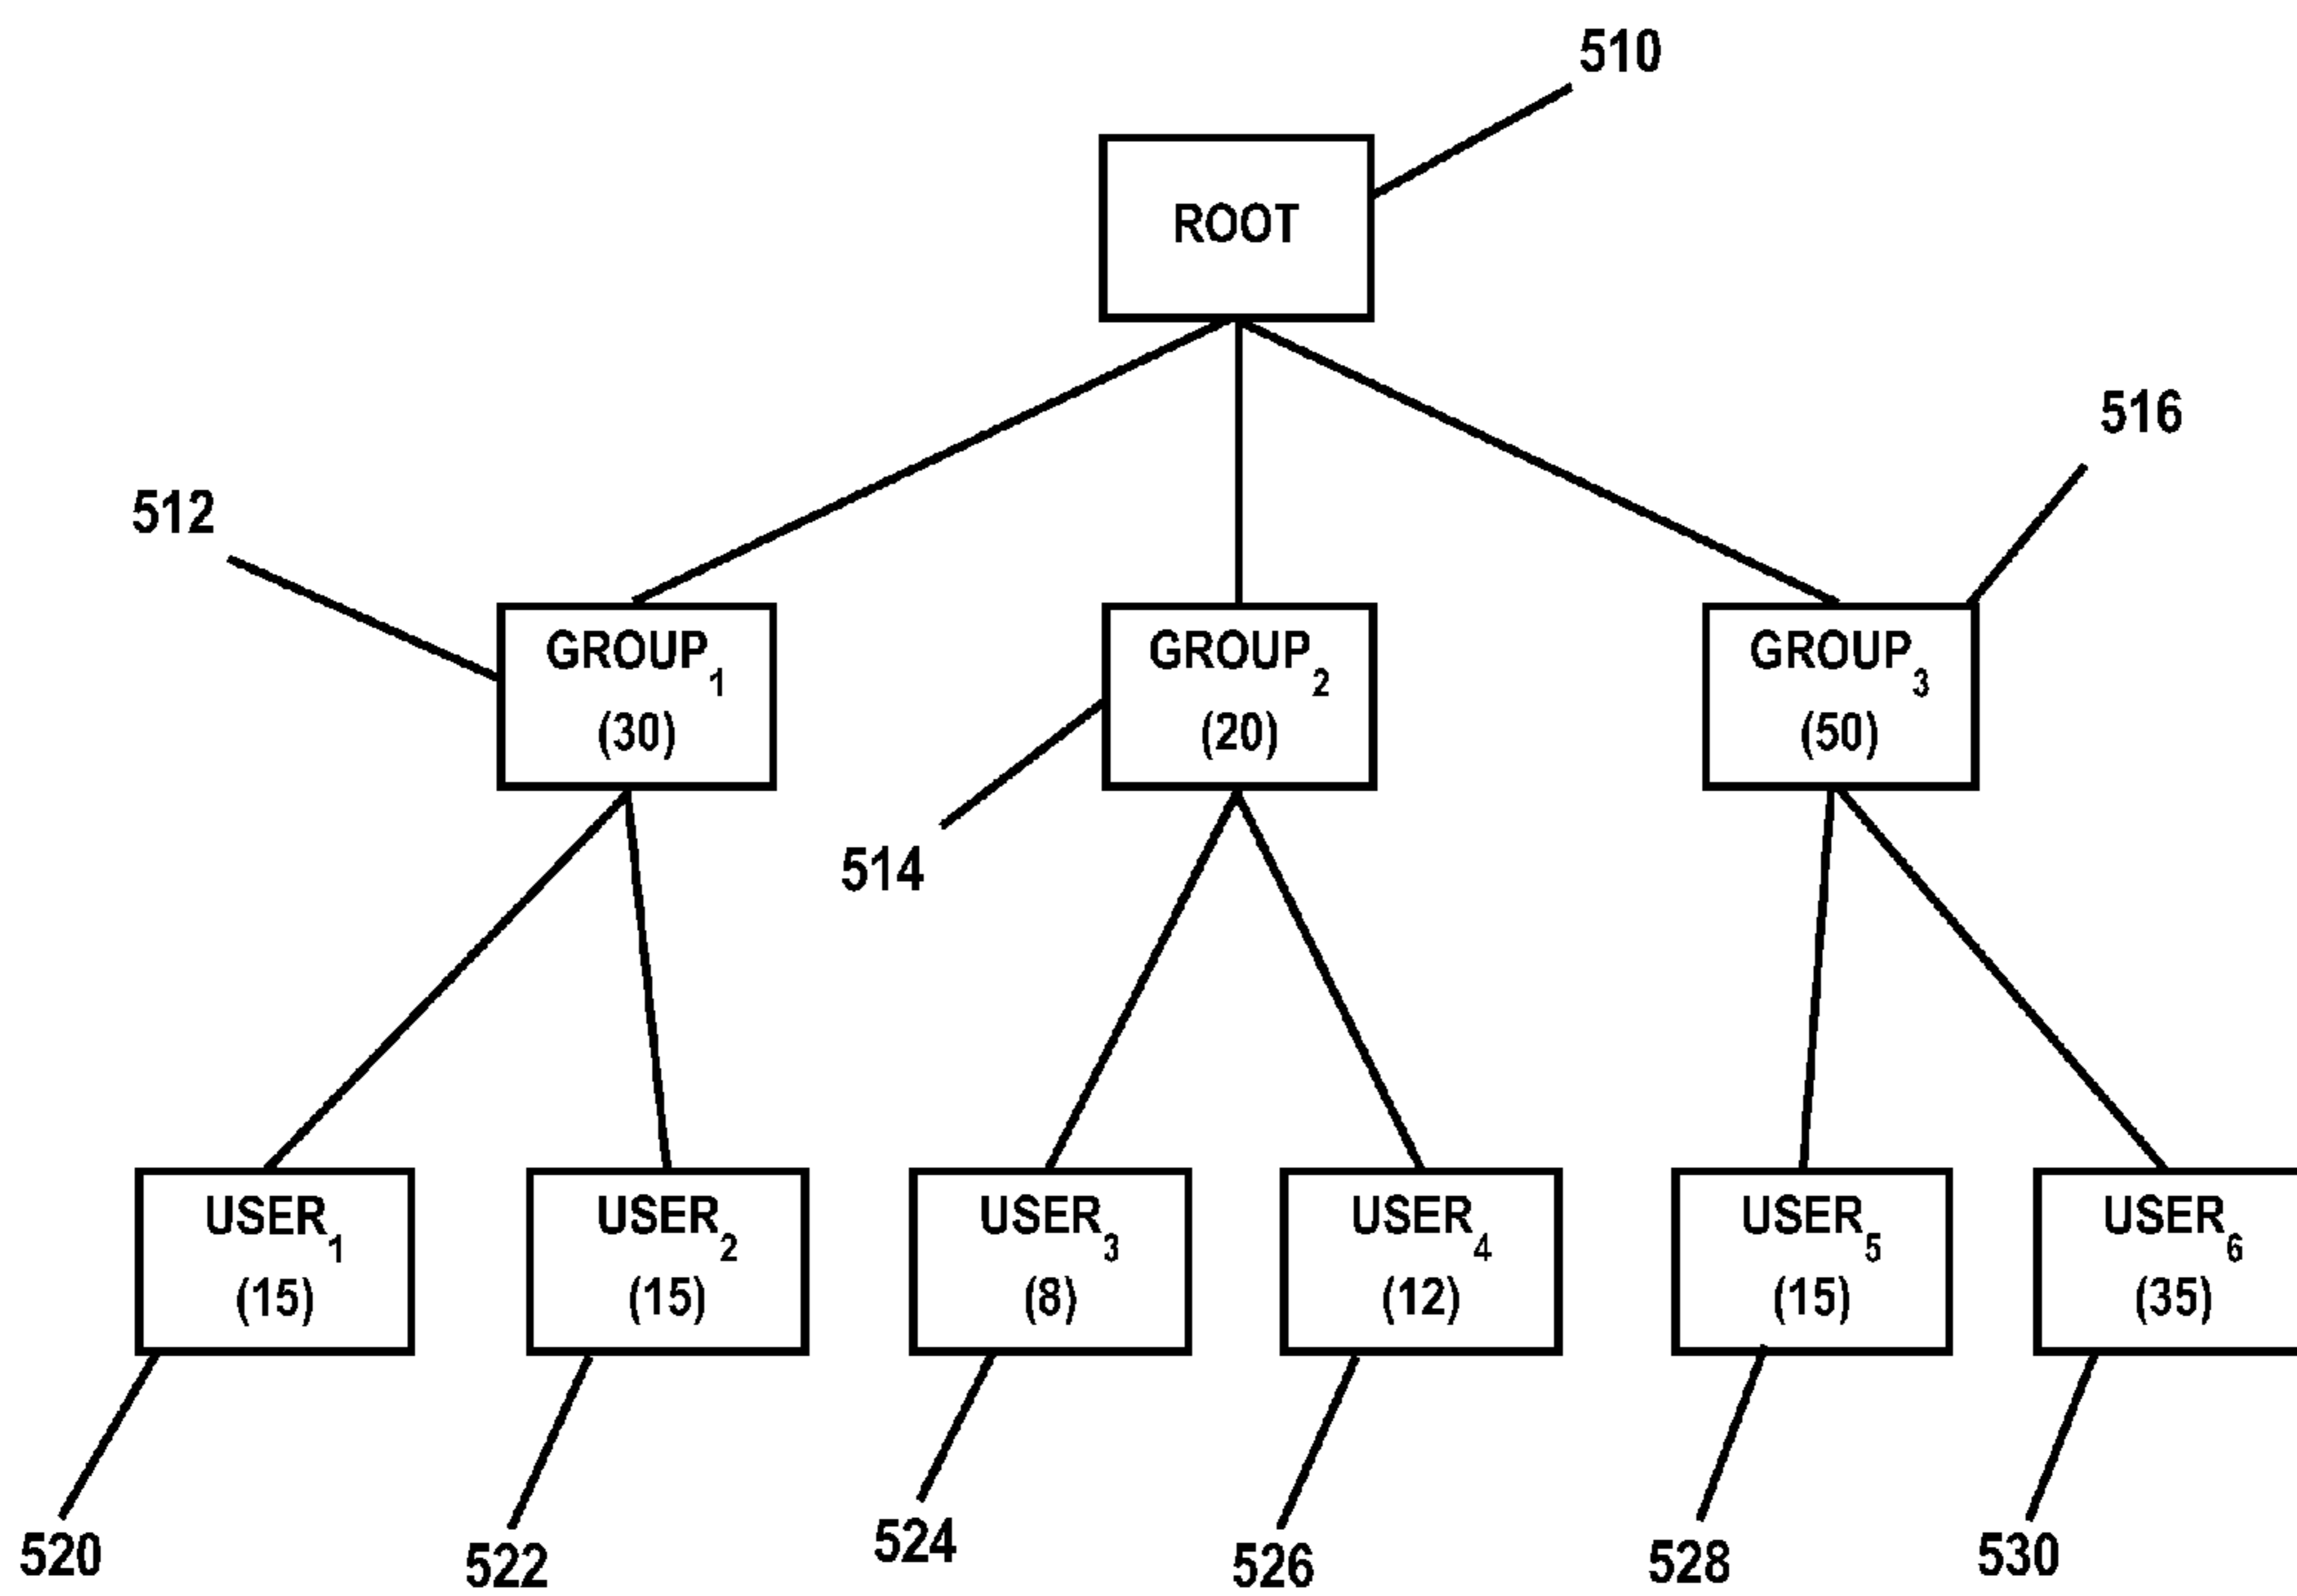 510
ROOT
516
512
GROUP1
(30)
GROUP2
(20)
GROUP3
(50)
514
USER1
(15)
USER2
(15)
USER3
(8)
USER4
(12)
USER5
(15)
USER6
(35)
520
522
524
526
528
530